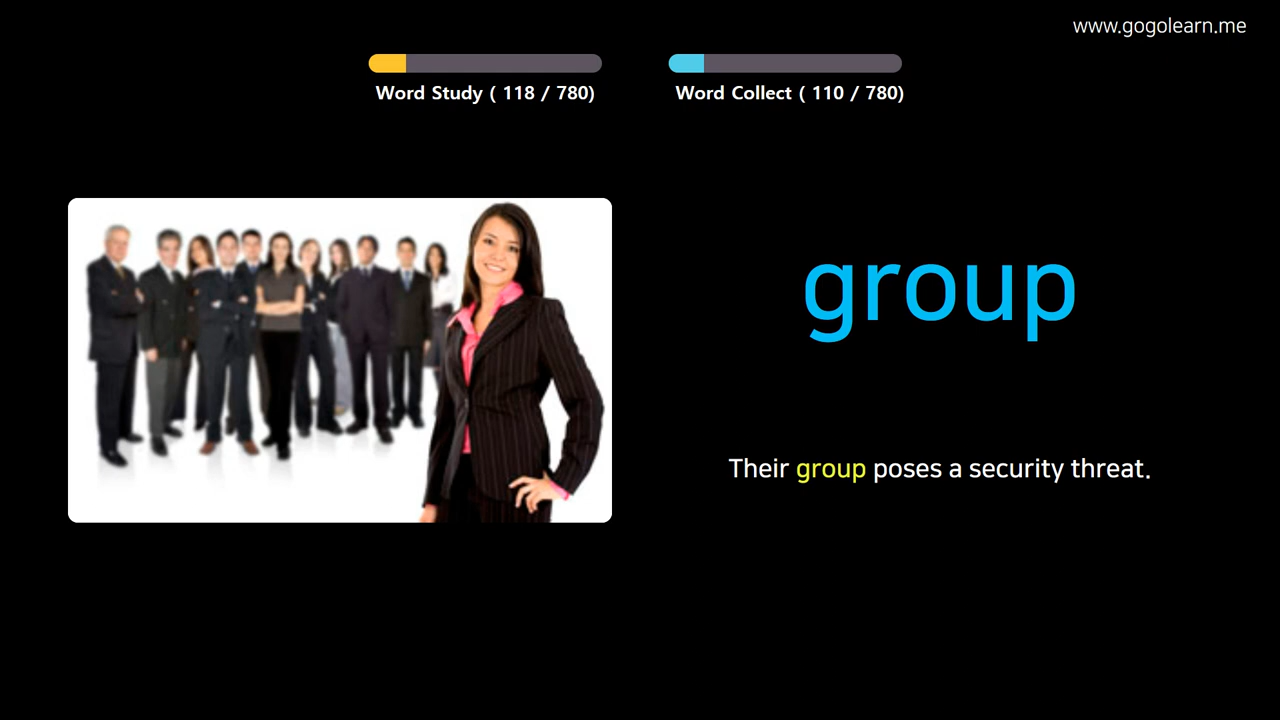 www.gogolearn.me
Word Study ( 118 / 780)
Word Collect ( 110 / 780)
group
Their group poses a security threat.